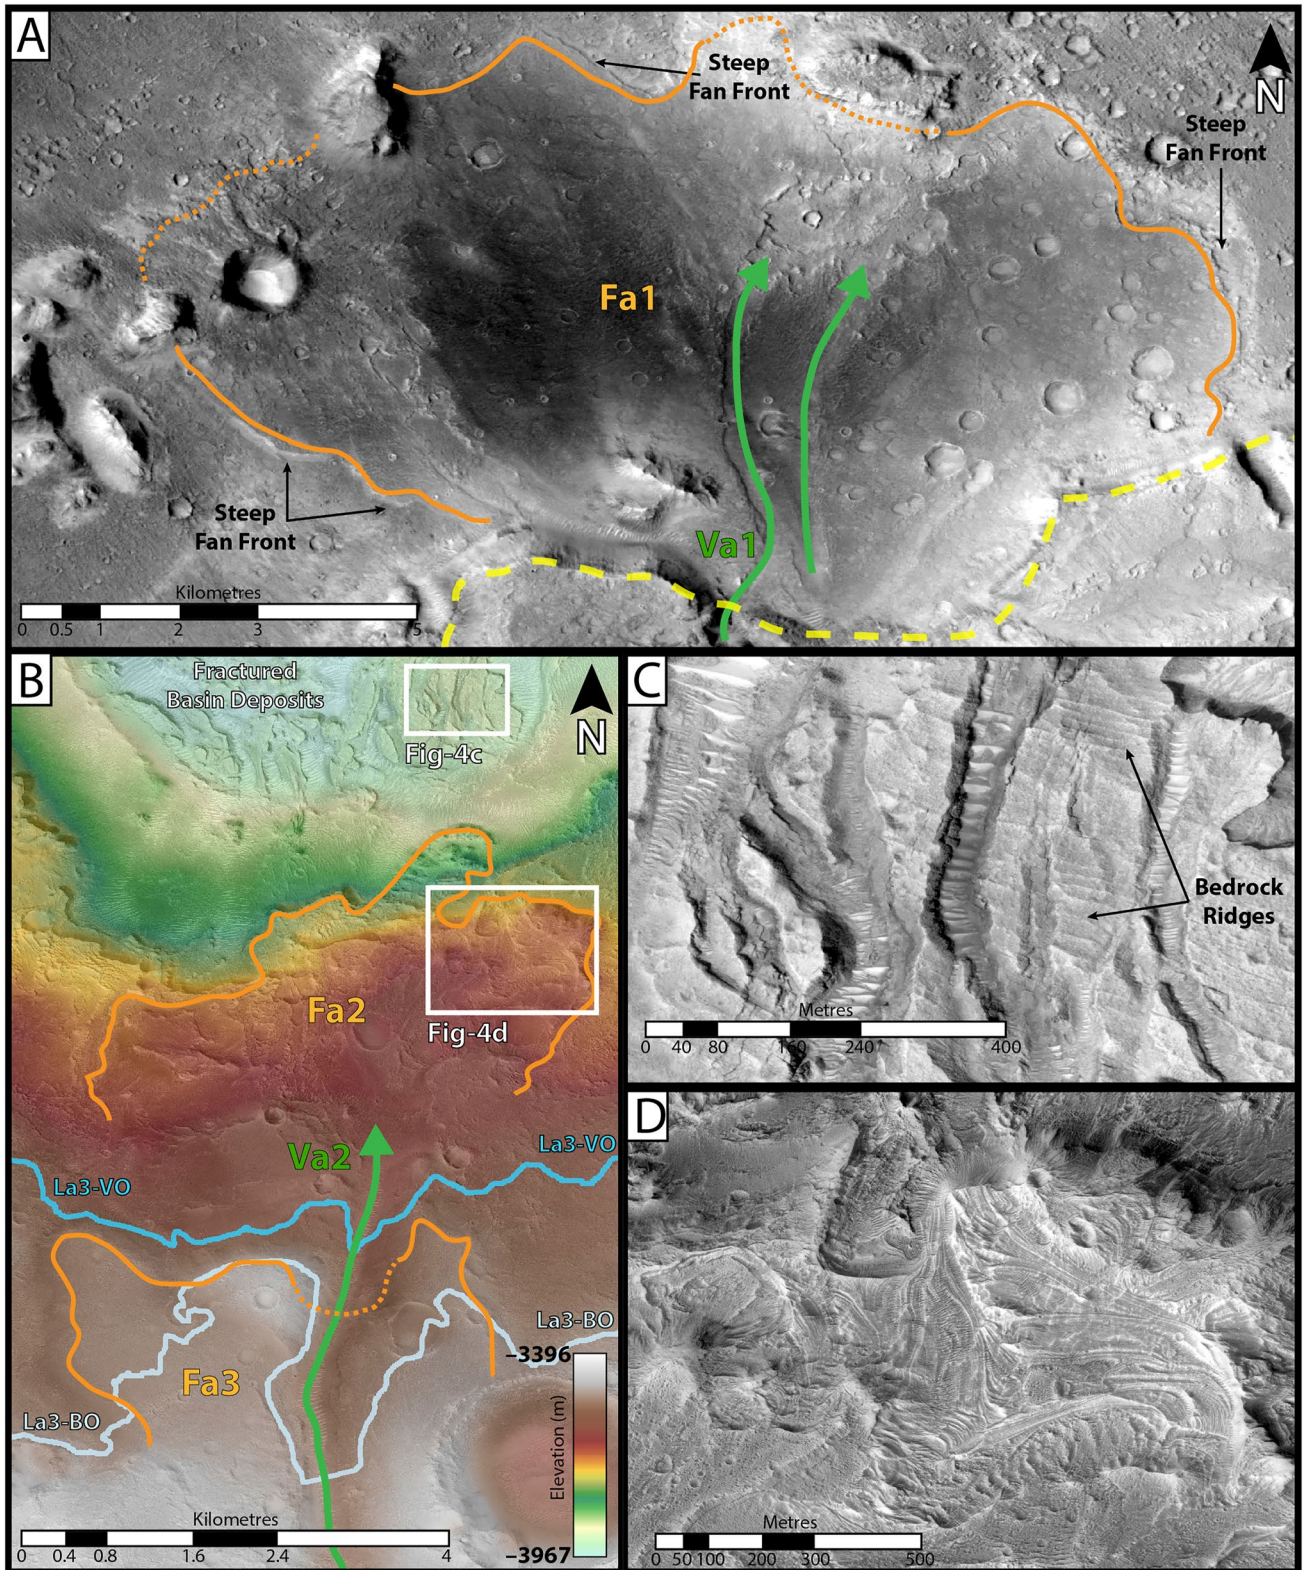 A
Steep
Fan Front
N
Steep
Fan Front
Fa1
Va1
Steep
Fan Front
Kilometres
0 0.5 1 2 3 5
B
Fractured
Basin Deposits
N
Fig-4c
Fa2
Fig-4d
Va2
La3-VO
La3-VO
La3-BO
Fa3
La3-BO
–3396
Elevation (m)
–3967
Kilometres
0 0.4 0.8 1.6 2.4 4
C
Bedrock
Ridges
Metres
0 40 80 160 240 400
D
Metres
0 50 100 200 300 500